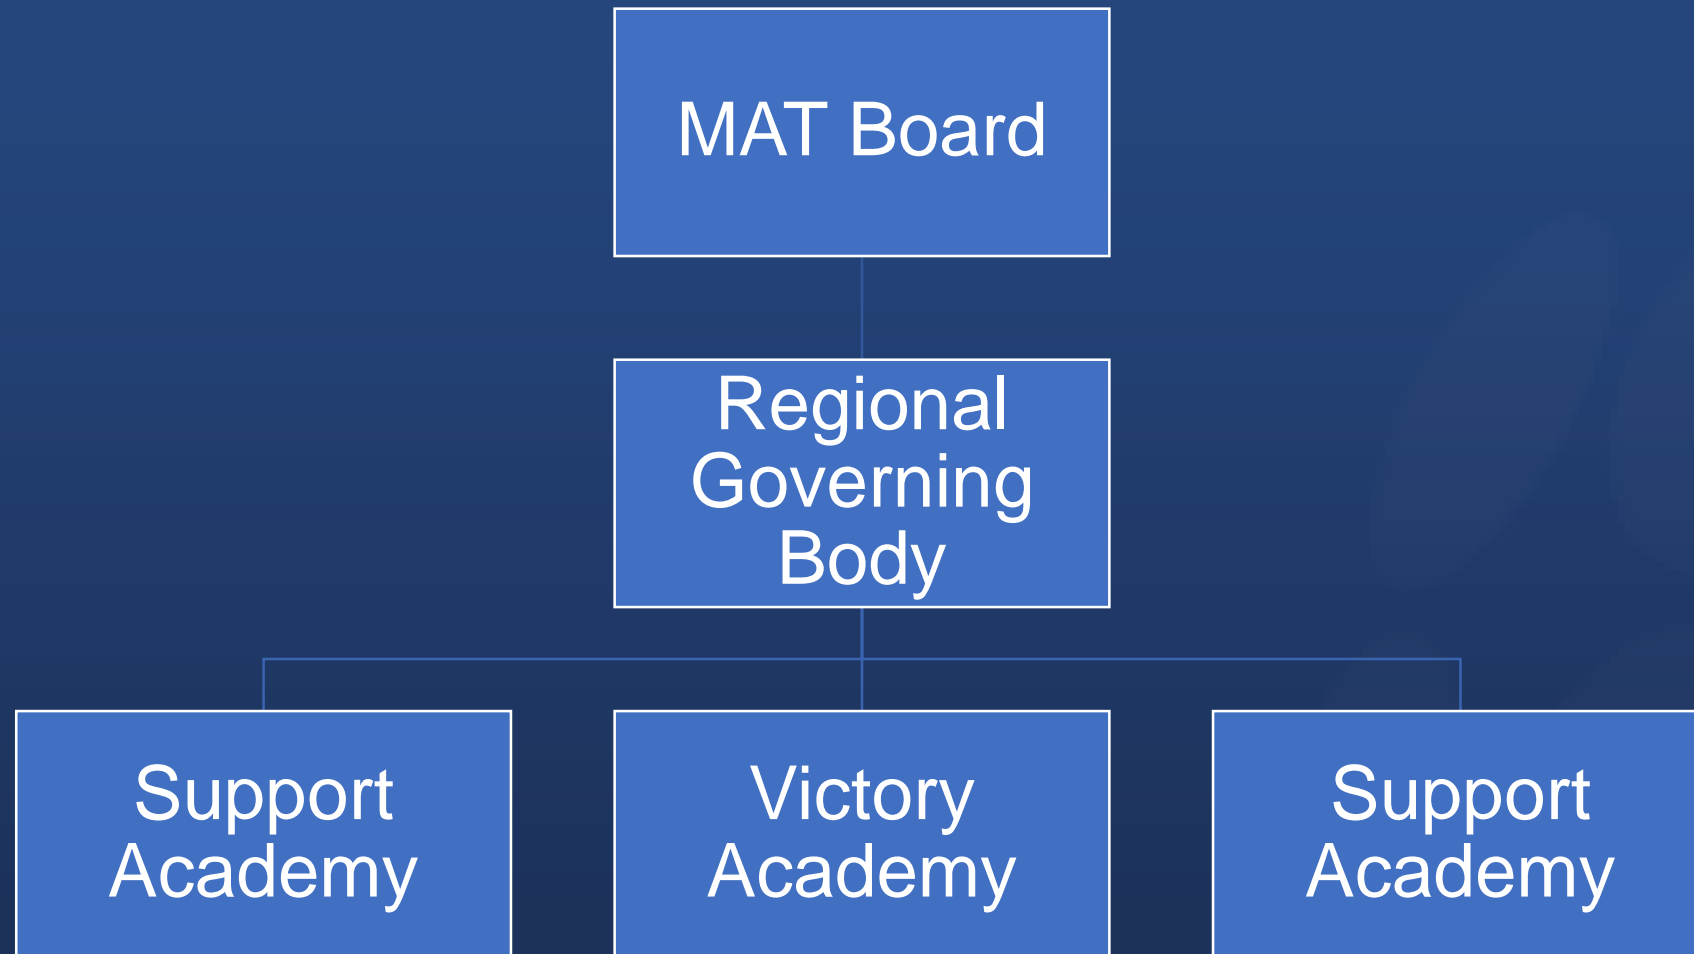 MAT Board
Regional
Governing
Body
Support
Academy
Victory
Academy
Support
Academy